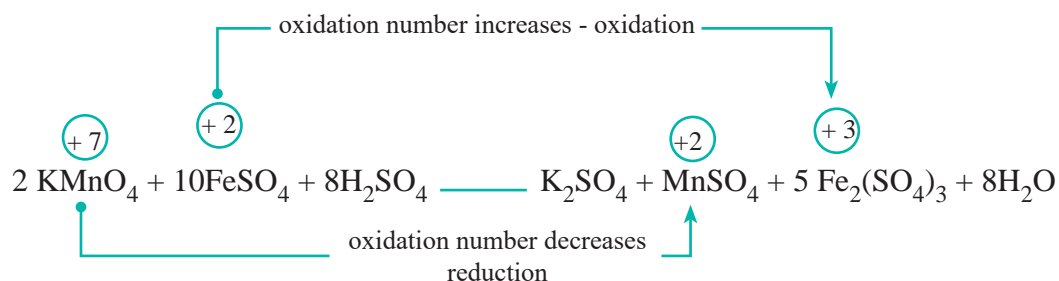 oxidation number increases - oxidation
+ 7 + 2 +2 + 3
2 KMnO₄ + 10FeSO₄ + 8H₂SO₄ K₂SO₄ + MnSO₄ + 5 Fe₂(SO₄)₃ + 8H₂O
oxidation number decreases
reduction